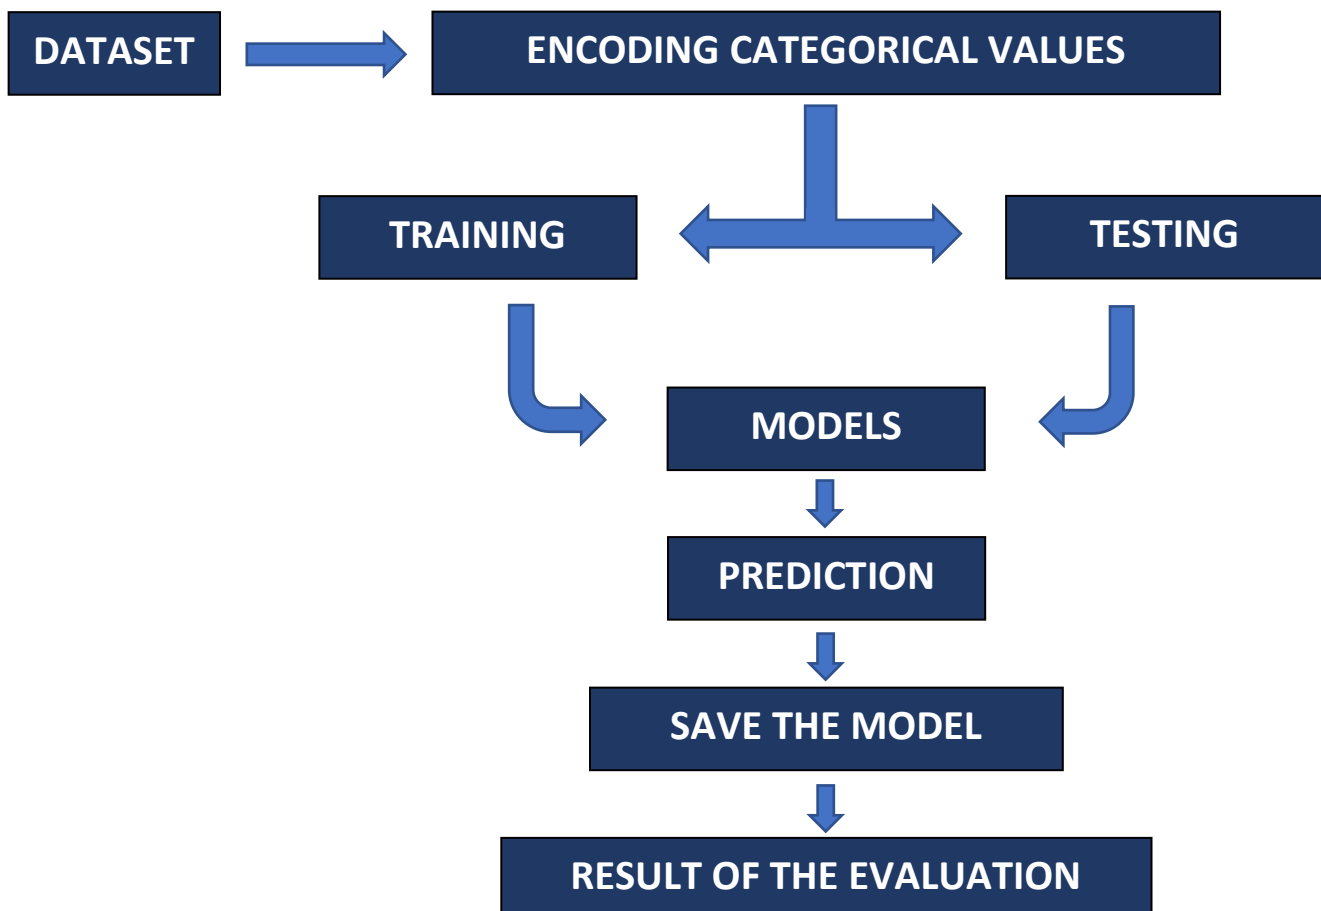 DATASET
ENCODING CATEGORICAL VALUES
TRAINING
TESTING
MODELS
PREDICTION
SAVE THE MODEL
RESULT OF THE EVALUATION